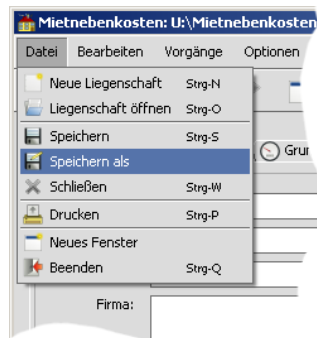 Mietnebenkosten: U:\Mietnebenkosten
Datei Bearbeiten Vorgänge Optionen
Neue Liegenschaft Strg-N
Liegenschaft öffnen Strg-O
Speichern Strg-S
Speichern als
Schließen Strg-W
Drucken Strg-P
Neues Fenster
Beenden Strg-Q
Firma: